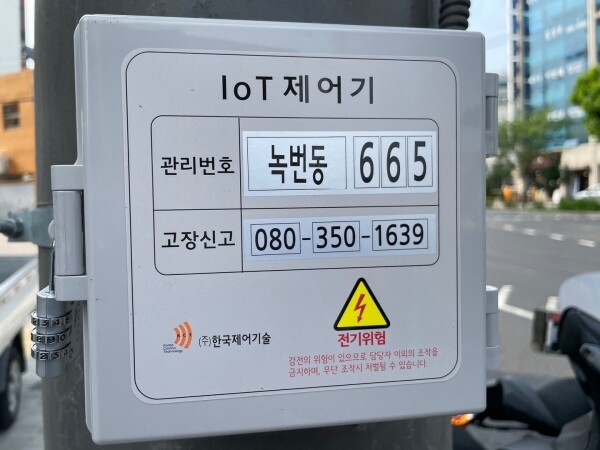 IoT 제어기
관리번호 녹번동 665
고장신고 080-350-1639
(주)한국제어기술
전기위험
감전의 위험이 있으므로 담당자 이외의 조작을
금지하며, 무단 조작시 처벌될 수 있습니다.